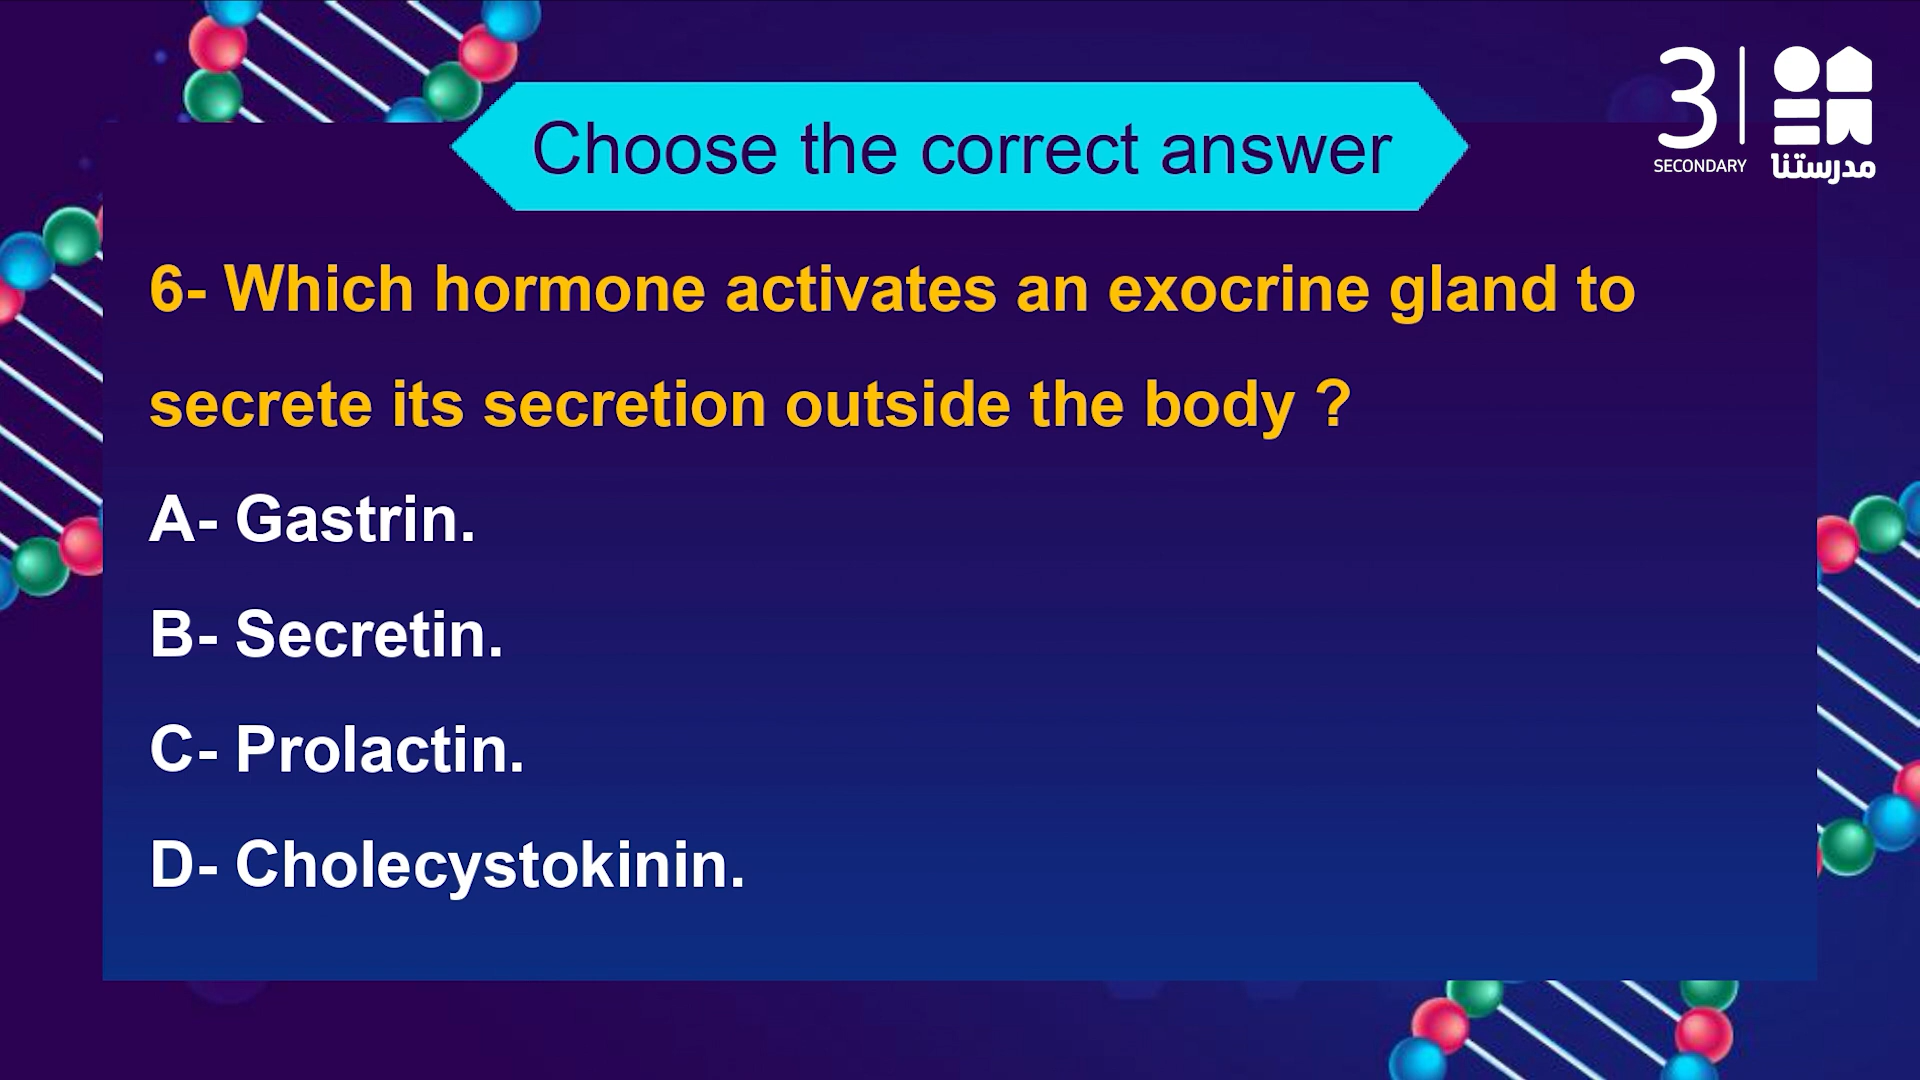 3
SECONDARY
مدرستنا
Choose the correct answer
6- Which hormone activates an exocrine gland to
secrete its secretion outside the body ?
A- Gastrin.
B- Secretin.
C- Prolactin.
D- Cholecystokinin.